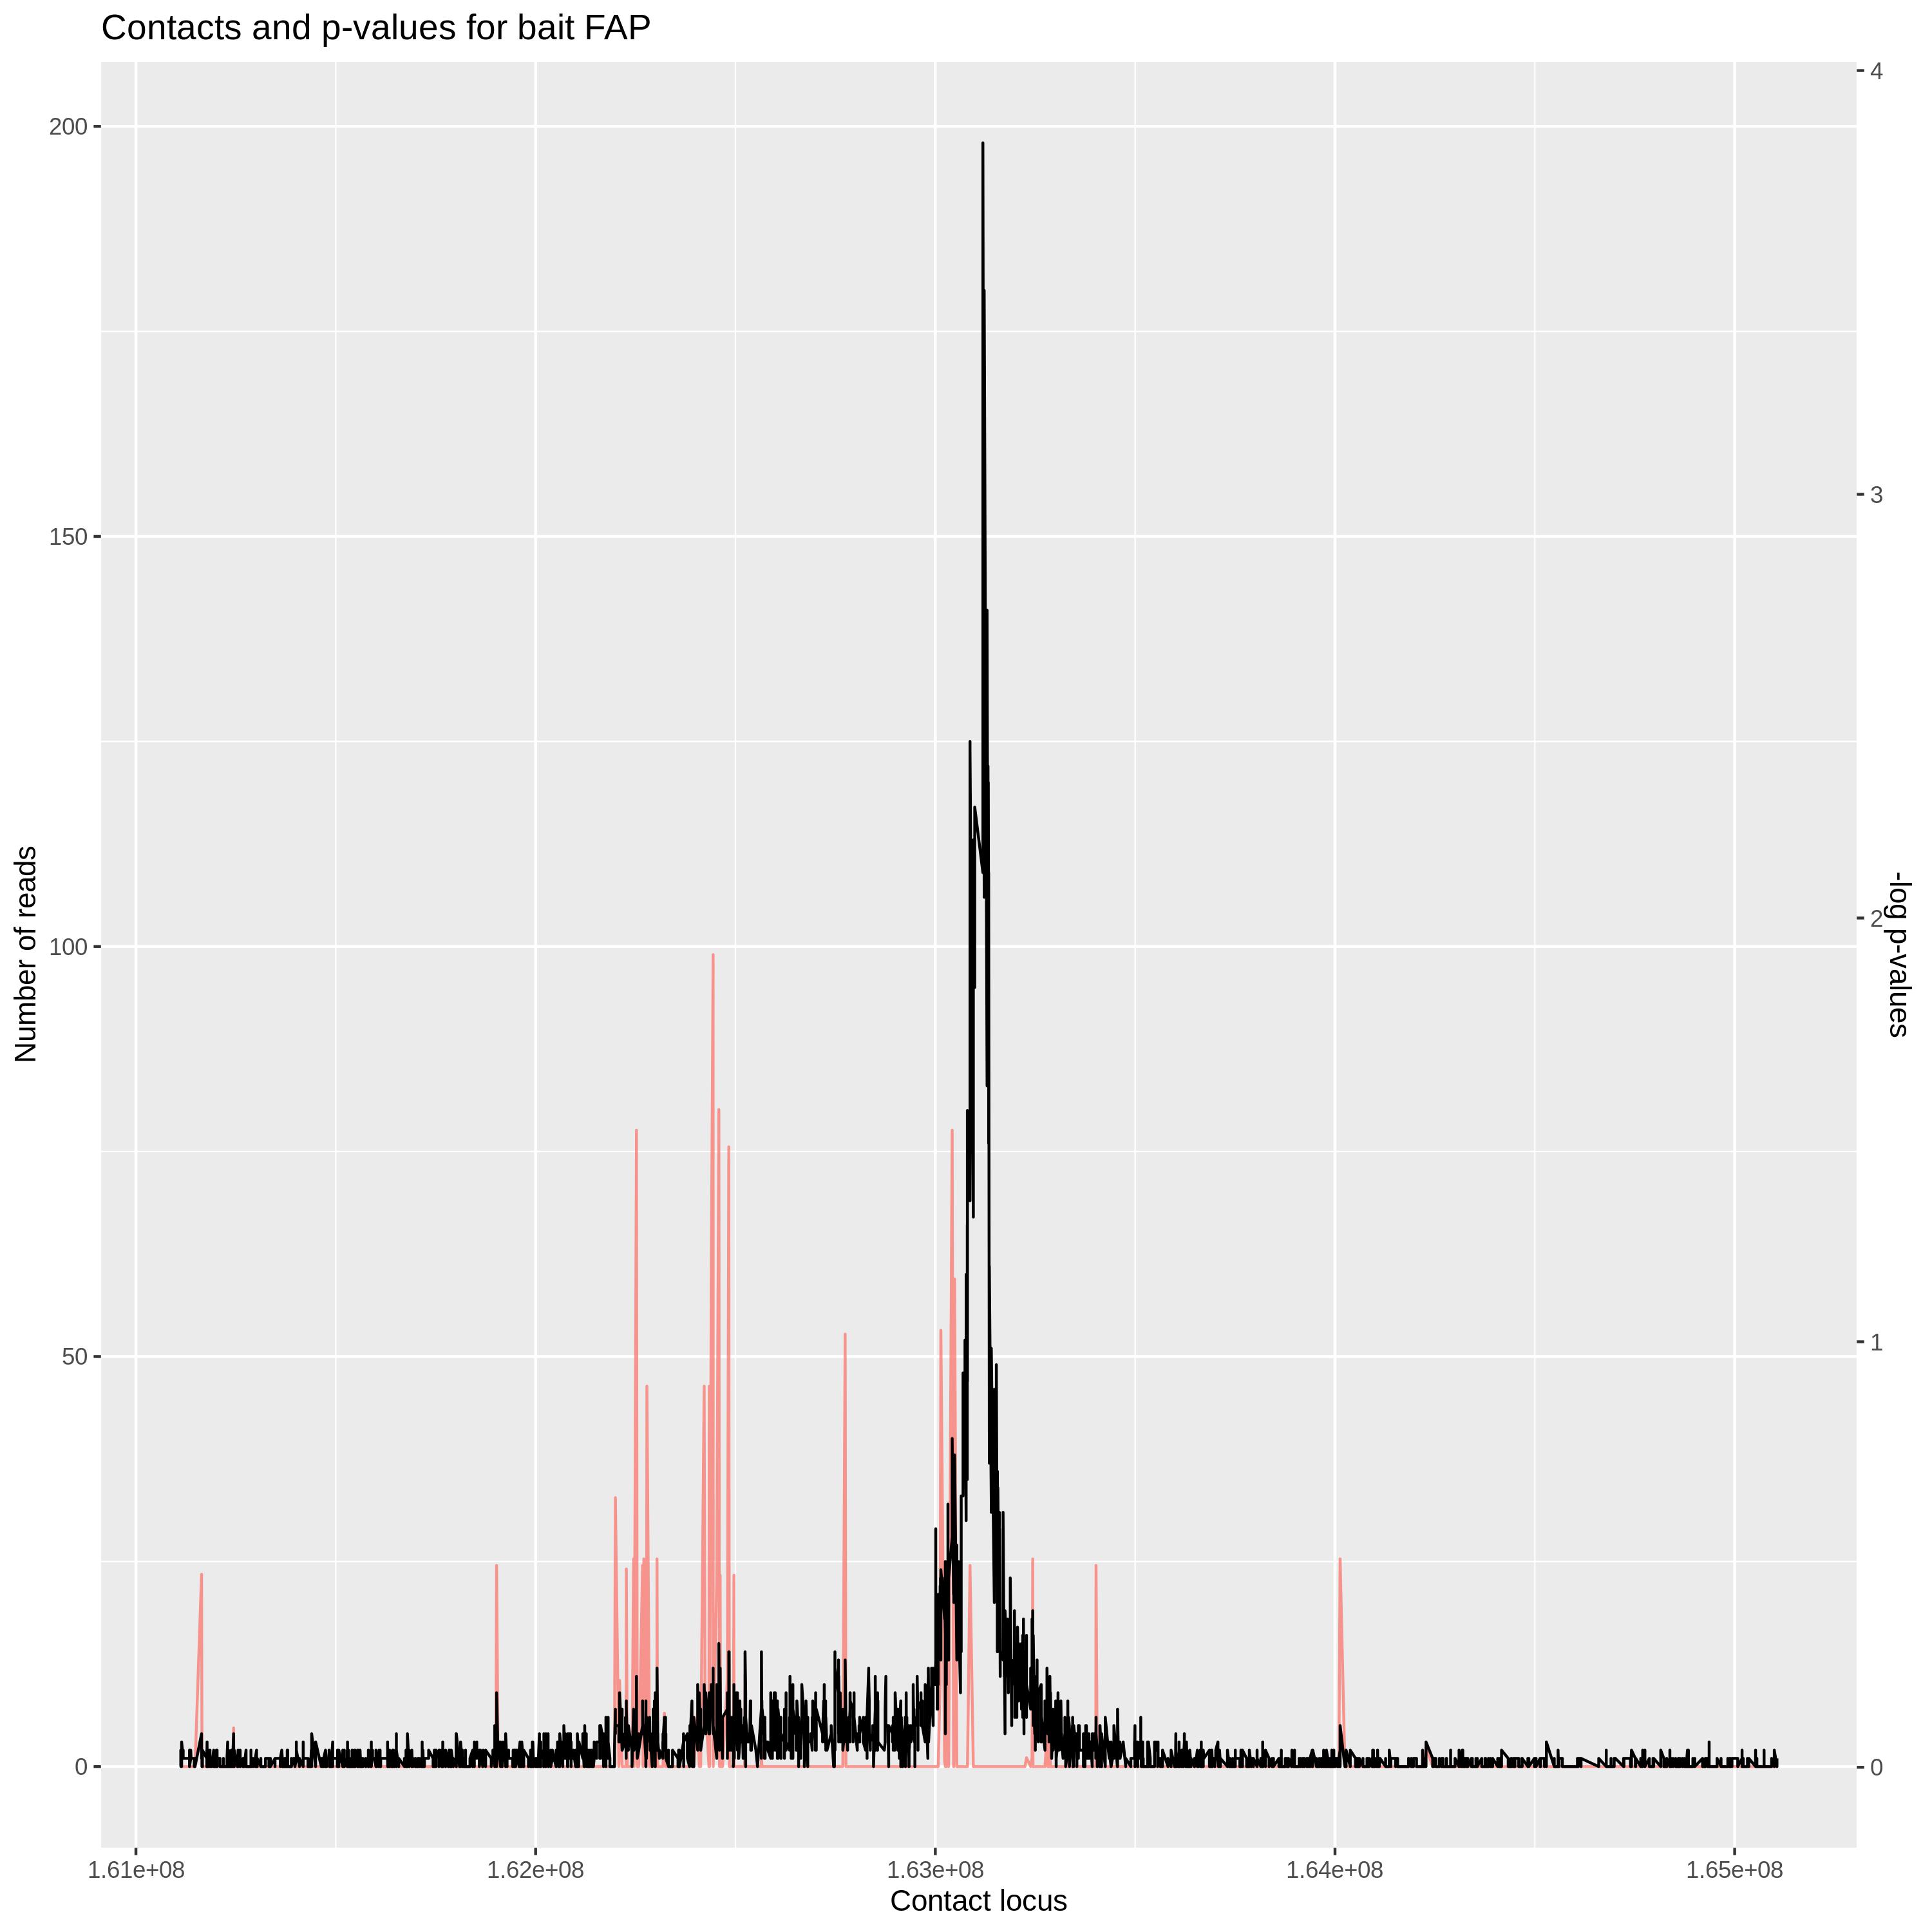 Contacts and p-values for bait FAP
Number of reads
200
150
100
50
0
4
3
2
1
0
-log p-values
1.61e+08
1.62e+08
1.63e+08
1.64e+08
1.65e+08
Contact locus